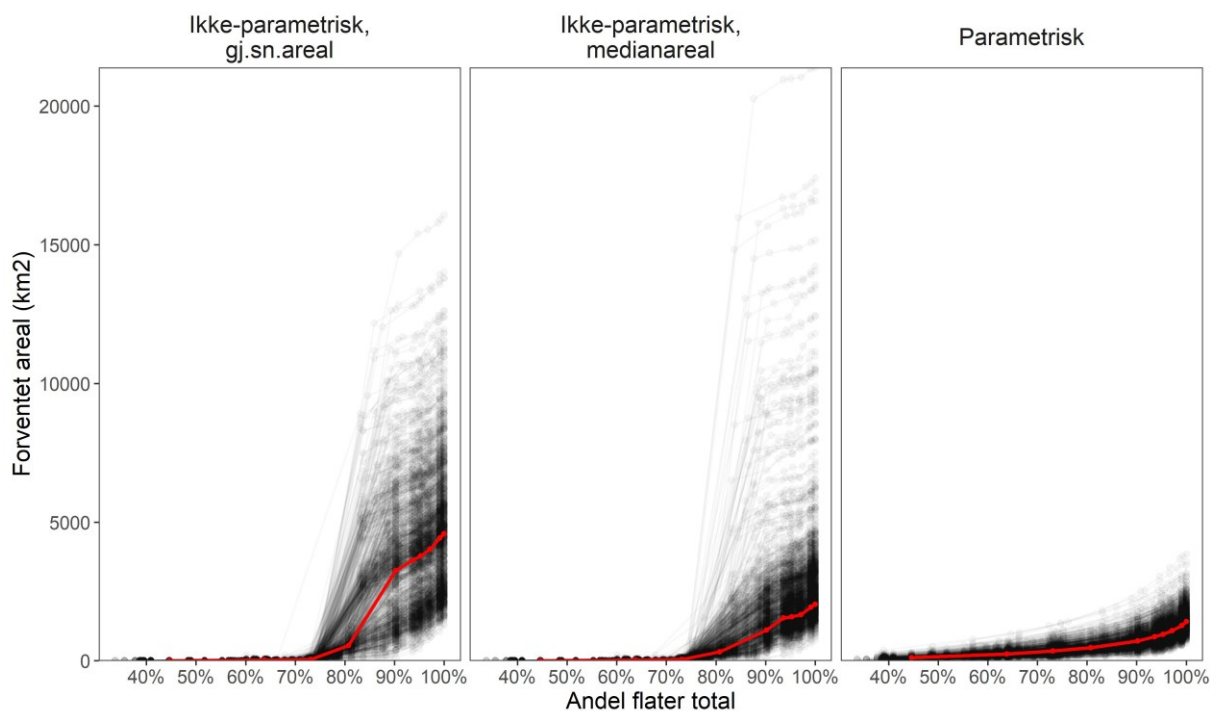 Ikke-parametrisk,
gj.sn.areal
Ikke-parametrisk,
medianareal
Parametrisk
Forventet areal (km2)
20000
15000
10000
5000
0
40% 50% 60% 70% 80% 90% 100%
40% 50% 60% 70% 80% 90% 100%
40% 50% 60% 70% 80% 90% 100%
Andel flater total